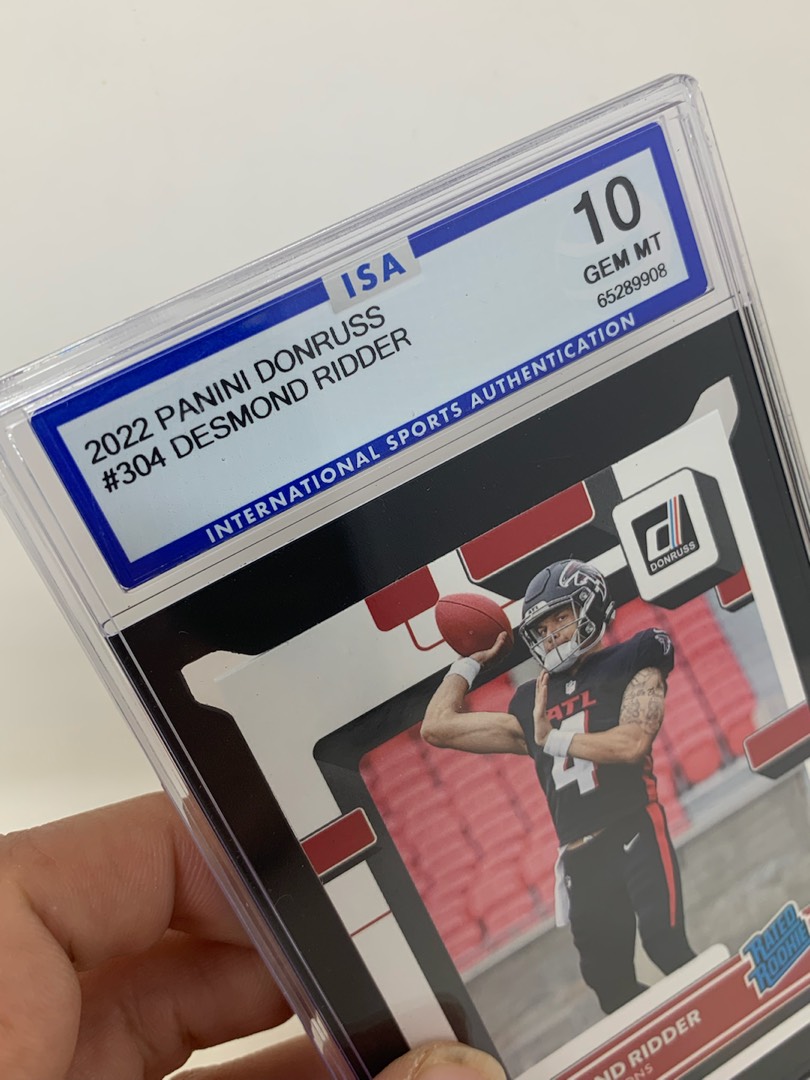 ISA
10
GEM MT
65289908
2022 PANINI DONRUSS
#304 DESMOND RIDDER
INTERNATIONAL SPORTS AUTHENTICATION
DONRUSS
ATL
4
RATED
ROOKIE
ND RIDDER
ONS